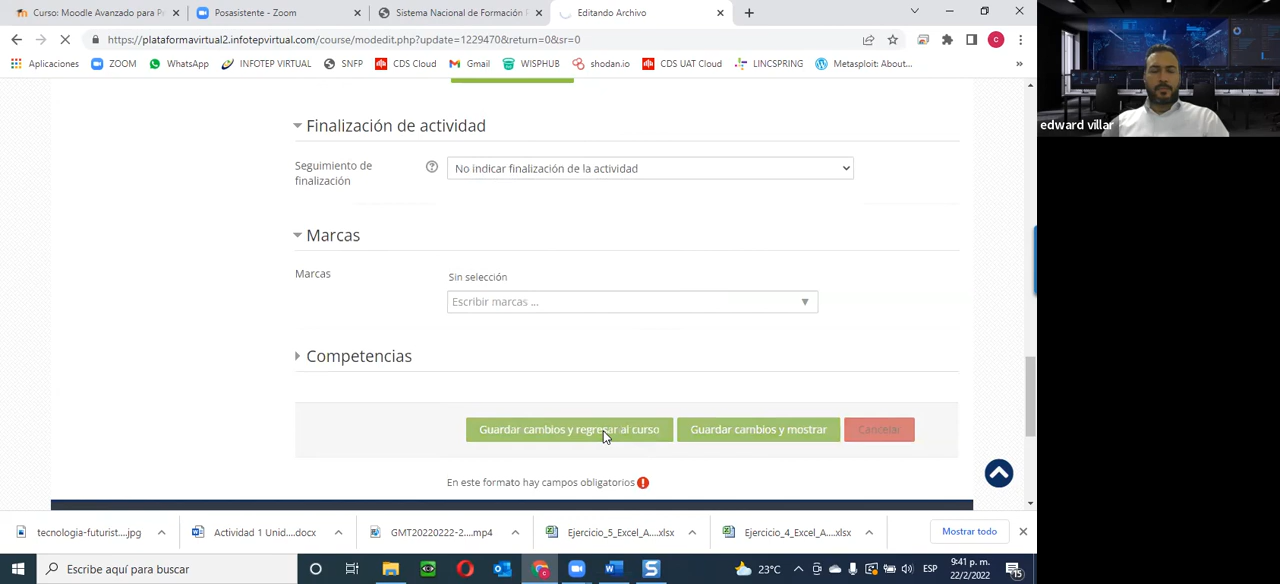 Curso: Moodle Avanzado para P
Posasistente - Zoom
Sistema Nacional de Formación
Editando Archivo
https://plataformavirtual2.infotepvirtual.com/course/modedit.php?update=1229470&return=0&sr=0
Aplicaciones ZOOM WhatsApp INFOTEP VIRTUAL SNFP CDS Cloud Gmail WISPHUB shodan.io CDS UAT Cloud LINCSPRING Metasploit: About... »
edward villar
Finalización de actividad
Seguimiento de
finalización
No indicar finalización de la actividad
Marcas
Marcas
Sin selección
Escribir marcas ...
Competencias
Guardar cambios y regresar al curso
Guardar cambios y mostrar
Cancelar
En este formato hay campos obligatorios
tecnologia-futurist....jpg
Actividad 1 Unid....docx
GMT20220222-2....mp4
Ejercicio_5_Excel_A....xlsx
Ejercicio_4_Excel_A....xlsx
Mostrar todo
Escribe aquí para buscar
23°C
ESP
9:41 p. m.
22/2/2022
15